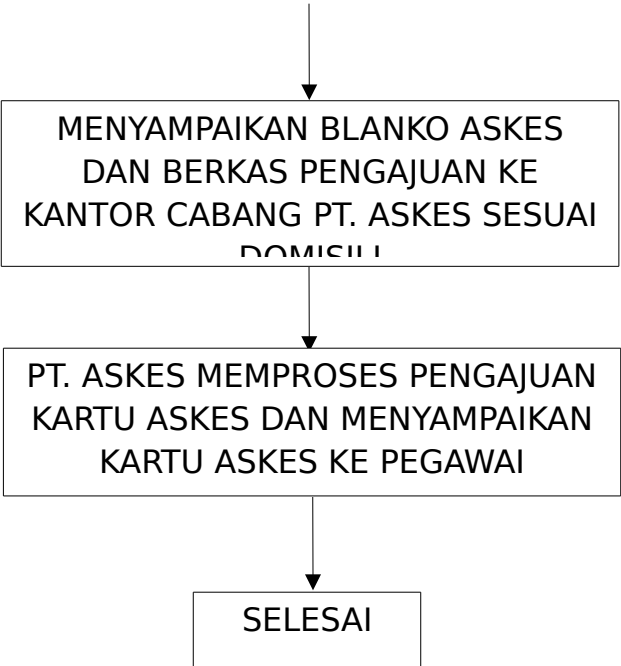 MENYAMPAIKAN BLANKO ASKES
DAN BERKAS PENGAJUAN KE
KANTOR CABANG PT. ASKES SESUAI
DOMISILI
PT. ASKES MEMPROSES PENGAJUAN
KARTU ASKES DAN MENYAMPAIKAN
KARTU ASKES KE PEGAWAI
SELESAI